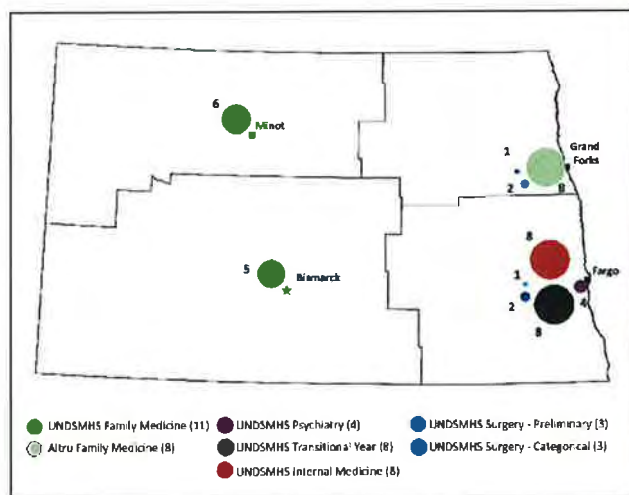 6
Minot
1
2
8
Grand
Forks
5
Bismarck
8
1
2
8
Fargo
4
UNDSMHS Family Medicine (11)
UNDSMHS Psychiatry (4)
UNDSMHS Surgery - Preliminary (3)
Altru Family Medicine (8)
UNDSMHS Transitional Year (8)
UNDSMHS Surgery - Categorical (3)
UNDSMHS Internal Medicine (8)